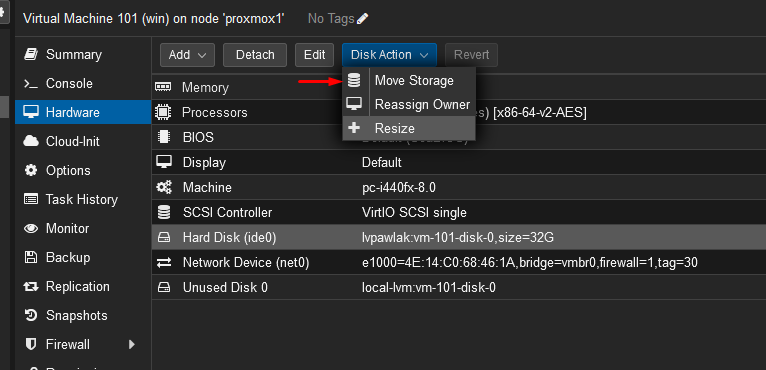 Virtual Machine 101 (win) on node 'proxmox1' No Tags
Summary
Console
Hardware
Cloud-Init
Options
Task History
Monitor
Backup
Replication
Snapshots
Firewall
Add Detach Edit Disk Action Revert
Move Storage
Reassign Owner
Resize
Memory
Processors s) [x86-64-v2-AES]
BIOS
Display Default
Machine pc-i440fx-8.0
SCSI Controller VirtIO SCSI single
Hard Disk (ide0) lvpawlak:vm-101-disk-0,size=32G
Network Device (net0) e1000=4E:14:C0:68:46:1A,bridge=vmbr0,firewall=1,tag=30
Unused Disk 0 local-lvm:vm-101-disk-0